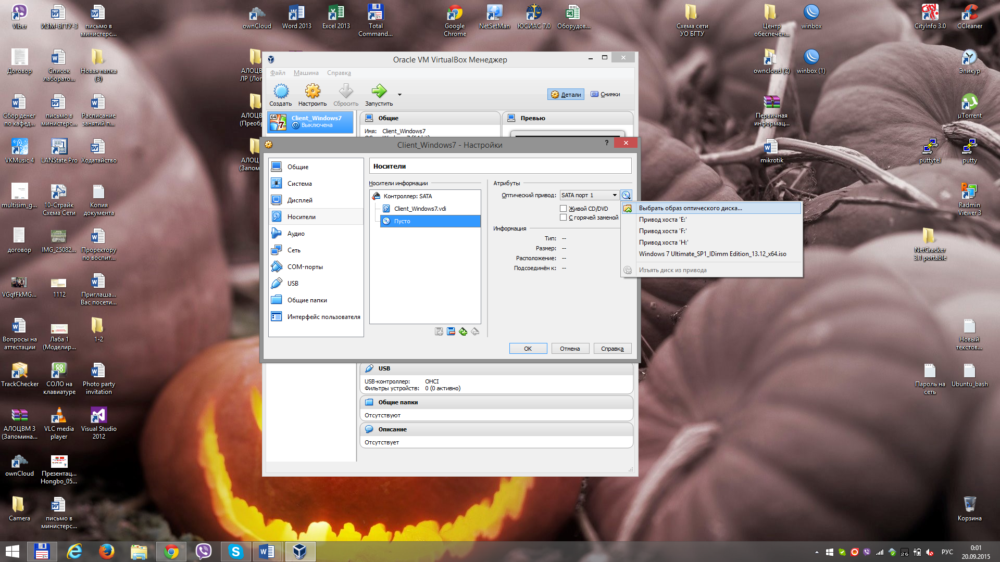 Viber
ИЗМ-БГТУ-3
письмо в
министерс...
ownCloud
Word 2013
Excel 2013
Total
Command...
Google
Chrome
NetSetMan
ЮСИАС 7.0
Оборудов...
Схема сети
УО БГТУ
Центр
обеспечен...
winbox
CityInfo 3.0
CCleaner
Договор
Список
лаборато...
Новая папка
(3)
owncloud (2)
winbox (1)
Эпикур
Сбор денег
по кафед...
письмо в
министерс...
Расписание
занятий п...
Первичная
информац...
µTorrent
VKMusic 4
LANState Pro
Ходатайство
mikrotik
puttytel
putty
multisim_g...
10-Страйк
Схема Сети
Копия
документа
Radmin
Viewer 3
договор
IMG_25082...
Проректору
по воспит...
NetCracker
3.1 portable
VGqfFkMG...
1112
Приглаша...
Вас посети...
Вопросы на
аттестации
Лаба 1
(Моделир...
1-2
Новый
текстов...
TrackChecker
СОЛО на
клавиатуре
Photo party
invitation
Пароль на
сеть
Ubuntu_bash
АЛОЦВМ 3
(Запомина...
VLC media
player
Visual Studio
2012
ownCloud
Презентац...
Hongbo_05...
Camera
письмо в
министерс...
Корзина
АЛОЦВ
ЛР (Лог
АЛОЦВ
(Преоб
АЛОЦ
(Запом
Oracle VM VirtualBox Менеджер
Файл
Машина
Справка
Создать
Настроить
Сбросить
Запустить
Детали
Снимки
Client_Windows7
Выключена
Общие
Имя: Client_Windows7
Превью
Client_Windows7 - Настройки
?
Общие
Система
Дисплей
Носители
Аудио
Сеть
COM-порты
USB
Общие папки
Интерфейс пользователя
Носители
Носители информации
Контроллер: SATA
Client_Windows7.vdi
Пусто
Атрибуты
Оптический привод: SATA порт 1
Живой CD/DVD
С горячей заменой
Информация
Тип: --
Размер: --
Расположение: --
Подсоединён к: --
Выбрать образ оптического диска...
Привод хоста 'E:'
Привод хоста 'F:'
Привод хоста 'H:'
Windows 7 Ultimate_SP1_IDimm Edition_13.12_x64.iso
Изъять диск из привода
OK
Отмена
Справка
USB
USB-контроллер: OHCI
Фильтры устройств: 0 (0 активно)
Общие папки
Отсутствуют
Описание
Отсутствует
26
РУС
0:01
20.09.2015